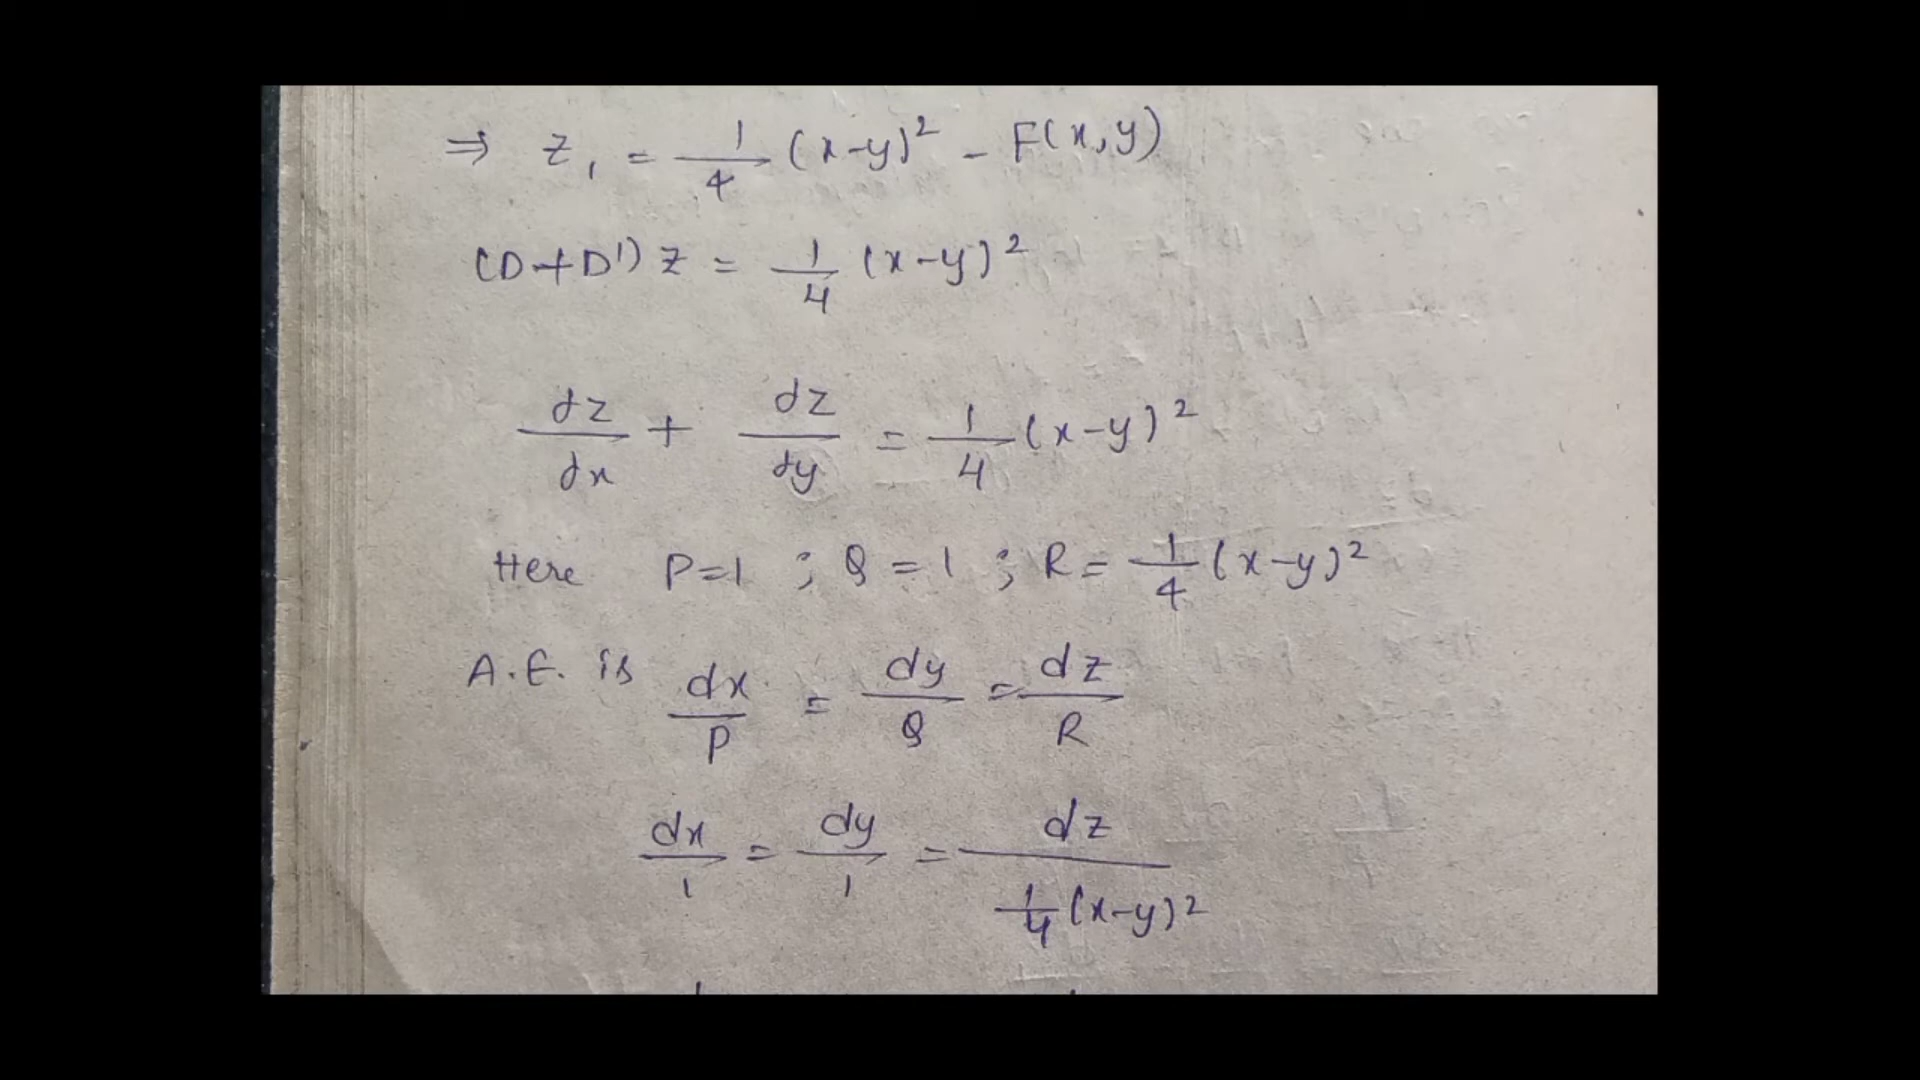 ⇒ z₁ = 1/4 (x-y)² - F(x,y)
(D+D') z = 1/4 (x-y)²
∂z/∂x + ∂z/∂y = 1/4 (x-y)²
Here P=1 ; Q=1 ; R= 1/4 (x-y)²
A.E. is dx/P = dy/Q = dz/R
dx/1 = dy/1 = dz/(1/4 (x-y)²)